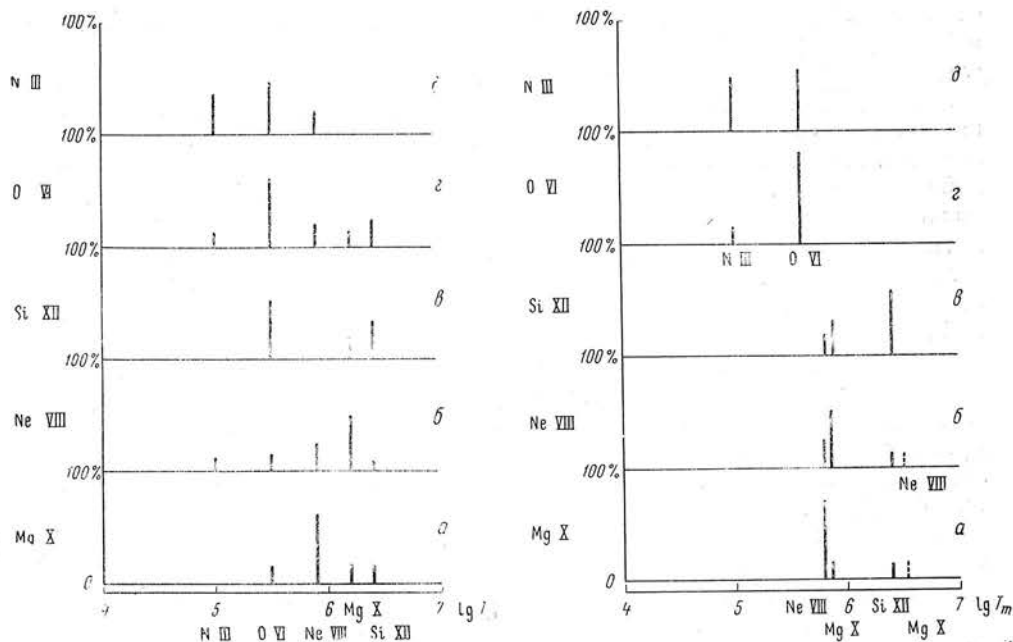 100%
N III
д
100%
O VI
г
100%
Si XII
в
100%
Ne VIII
б
100%
Mg X
а
0
4 5 6 Mg X 7 lg T
N III O VI Ne VIII Si XII
100%
N III
д
100%
O VI
г
100%
N III O VI
Si XII
в
100%
Ne VIII
б
100%
Ne VIII
Mg X
а
0
4 5 Ne VIII 6 Si XII 7 lg Tm
Mg X Mg X